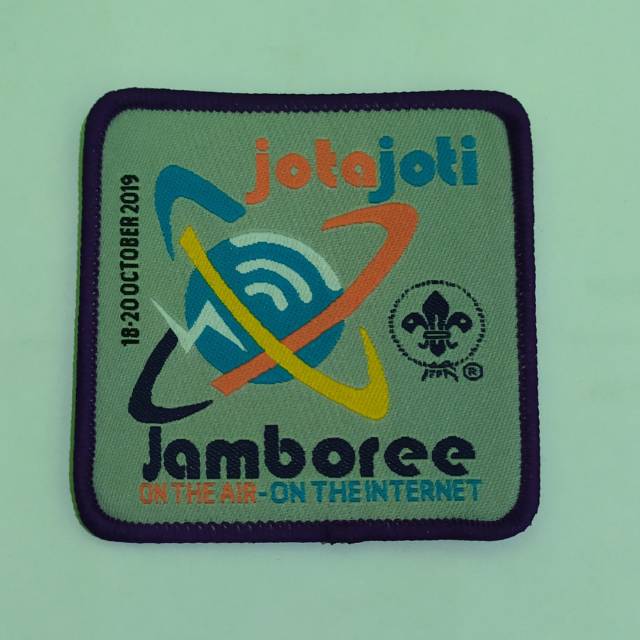 jotajoti
18-20 OCTOBER 2019
®
Jamboree
ON THE AIR-ON THE INTERNET